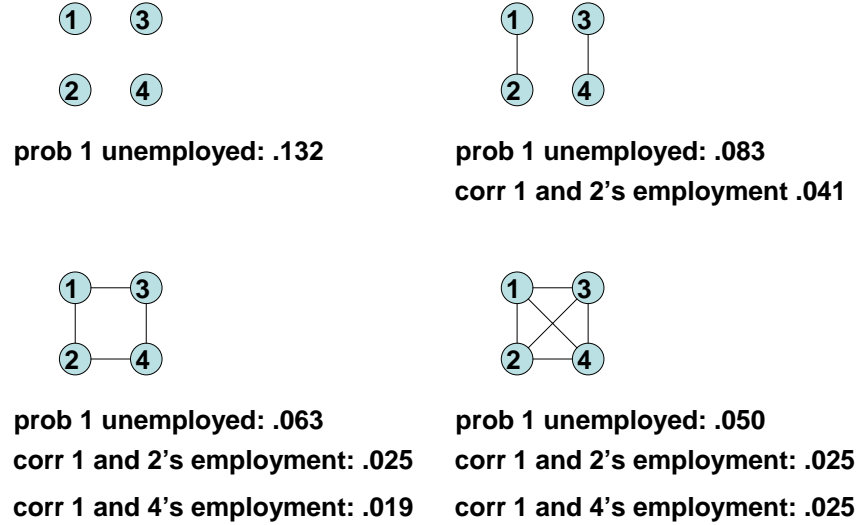 1 3
2 4
prob 1 unemployed: .132
1 3
2 4
prob 1 unemployed: .083
corr 1 and 2’s employment .041
1 3
2 4
prob 1 unemployed: .063
corr 1 and 2’s employment: .025
corr 1 and 4’s employment: .019
1 3
2 4
prob 1 unemployed: .050
corr 1 and 2’s employment: .025
corr 1 and 4’s employment: .025